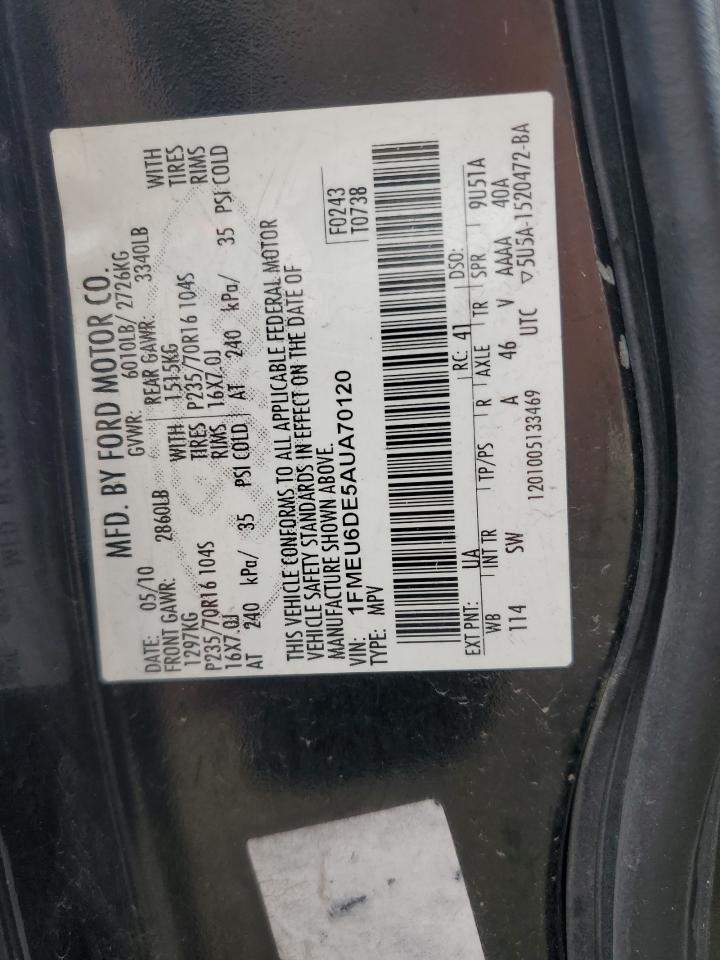 MFD. BY FORD MOTOR CO.
DATE: 05/10 GVWR: 6010LB/ 2726KG
FRONT GAWR: 2860LB REAR GAWR: 3340LB
1297KG WITH 1515KG WITH
P235/70R16 104S TIRES P235/70R16 104S TIRES
16X7.0J RIMS 16X7.0J RIMS
AT 240 kPa/ 35 PSI COLD AT 240 kPa/ 35 PSI COLD
THIS VEHICLE CONFORMS TO ALL APPLICABLE FEDERAL MOTOR
VEHICLE SAFETY STANDARDS IN EFFECT ON THE DATE OF
MANUFACTURE SHOWN ABOVE.
VIN: 1FMEU6DE5AUA70120
TYPE: MPV
F0243
T0738
EXT PNT: UA RC: 41 DSO:
WB INT TR TP/PS R AXLE TR SPR 9U51A
114 SW A 46 V AAAA 40A
1201005133469 UTC ▽5U5A-1520472-BA